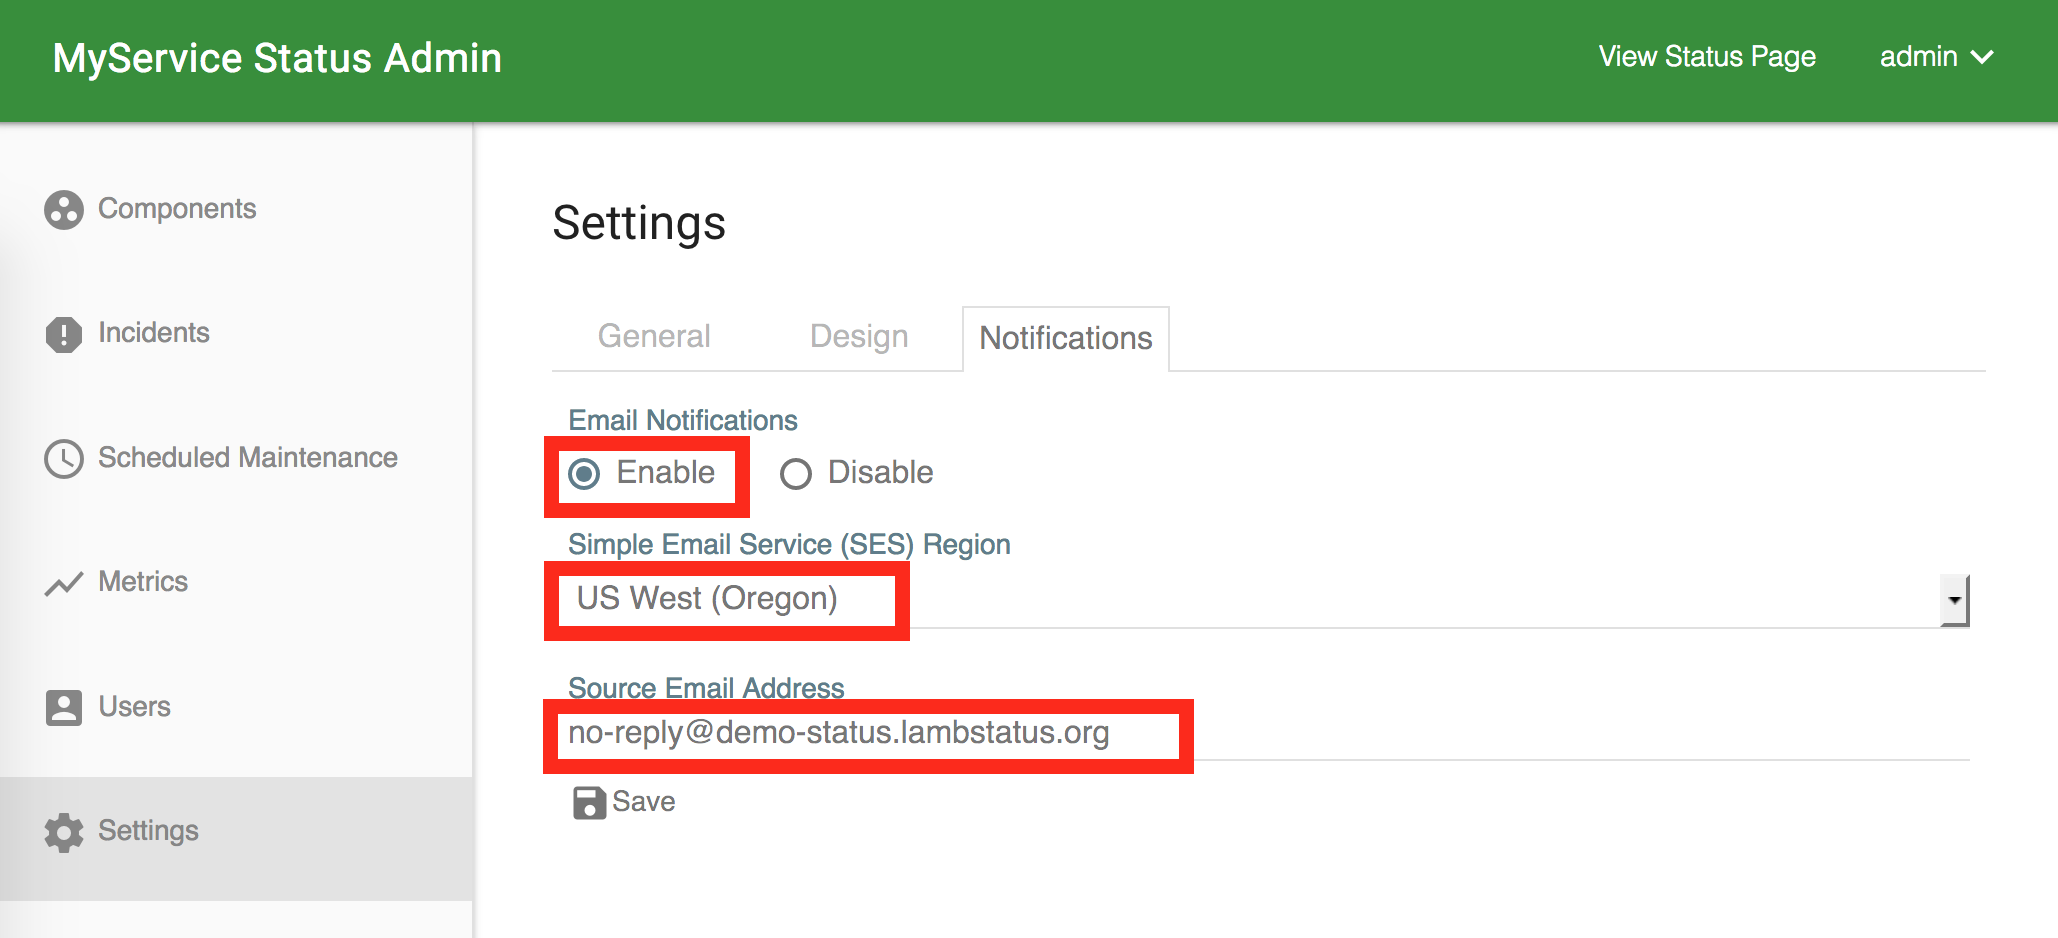 MyService Status Admin
View Status Page
admin
Components
Incidents
Scheduled Maintenance
Metrics
Users
Settings
Settings
General
Design
Notifications
Email Notifications
Enable
Disable
Simple Email Service (SES) Region
US West (Oregon)
Source Email Address
no-reply@demo-status.lambstatus.org
Save